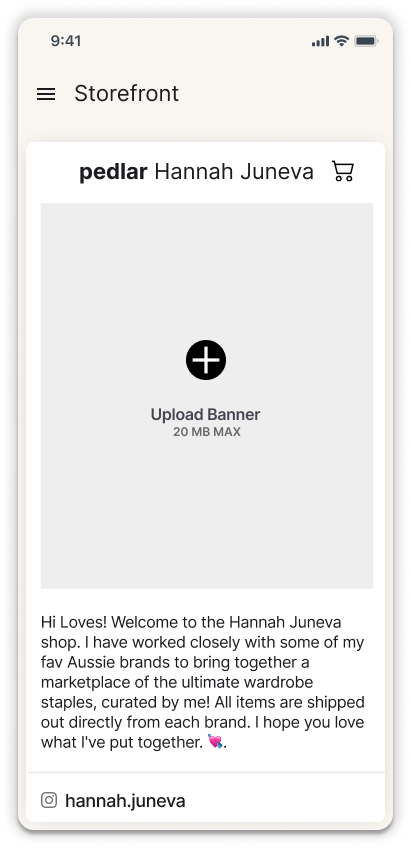 9:41
Storefront
pedlar Hannah Juneva
Upload Banner
20 MB MAX
Hi Loves! Welcome to the Hannah Juneva
shop. I have worked closely with some of my
fav Aussie brands to bring together a
marketplace of the ultimate wardrobe
staples, curated by me! All items are shipped
out directly from each brand. I hope you love
what I've put together. 💘.
hannah.juneva